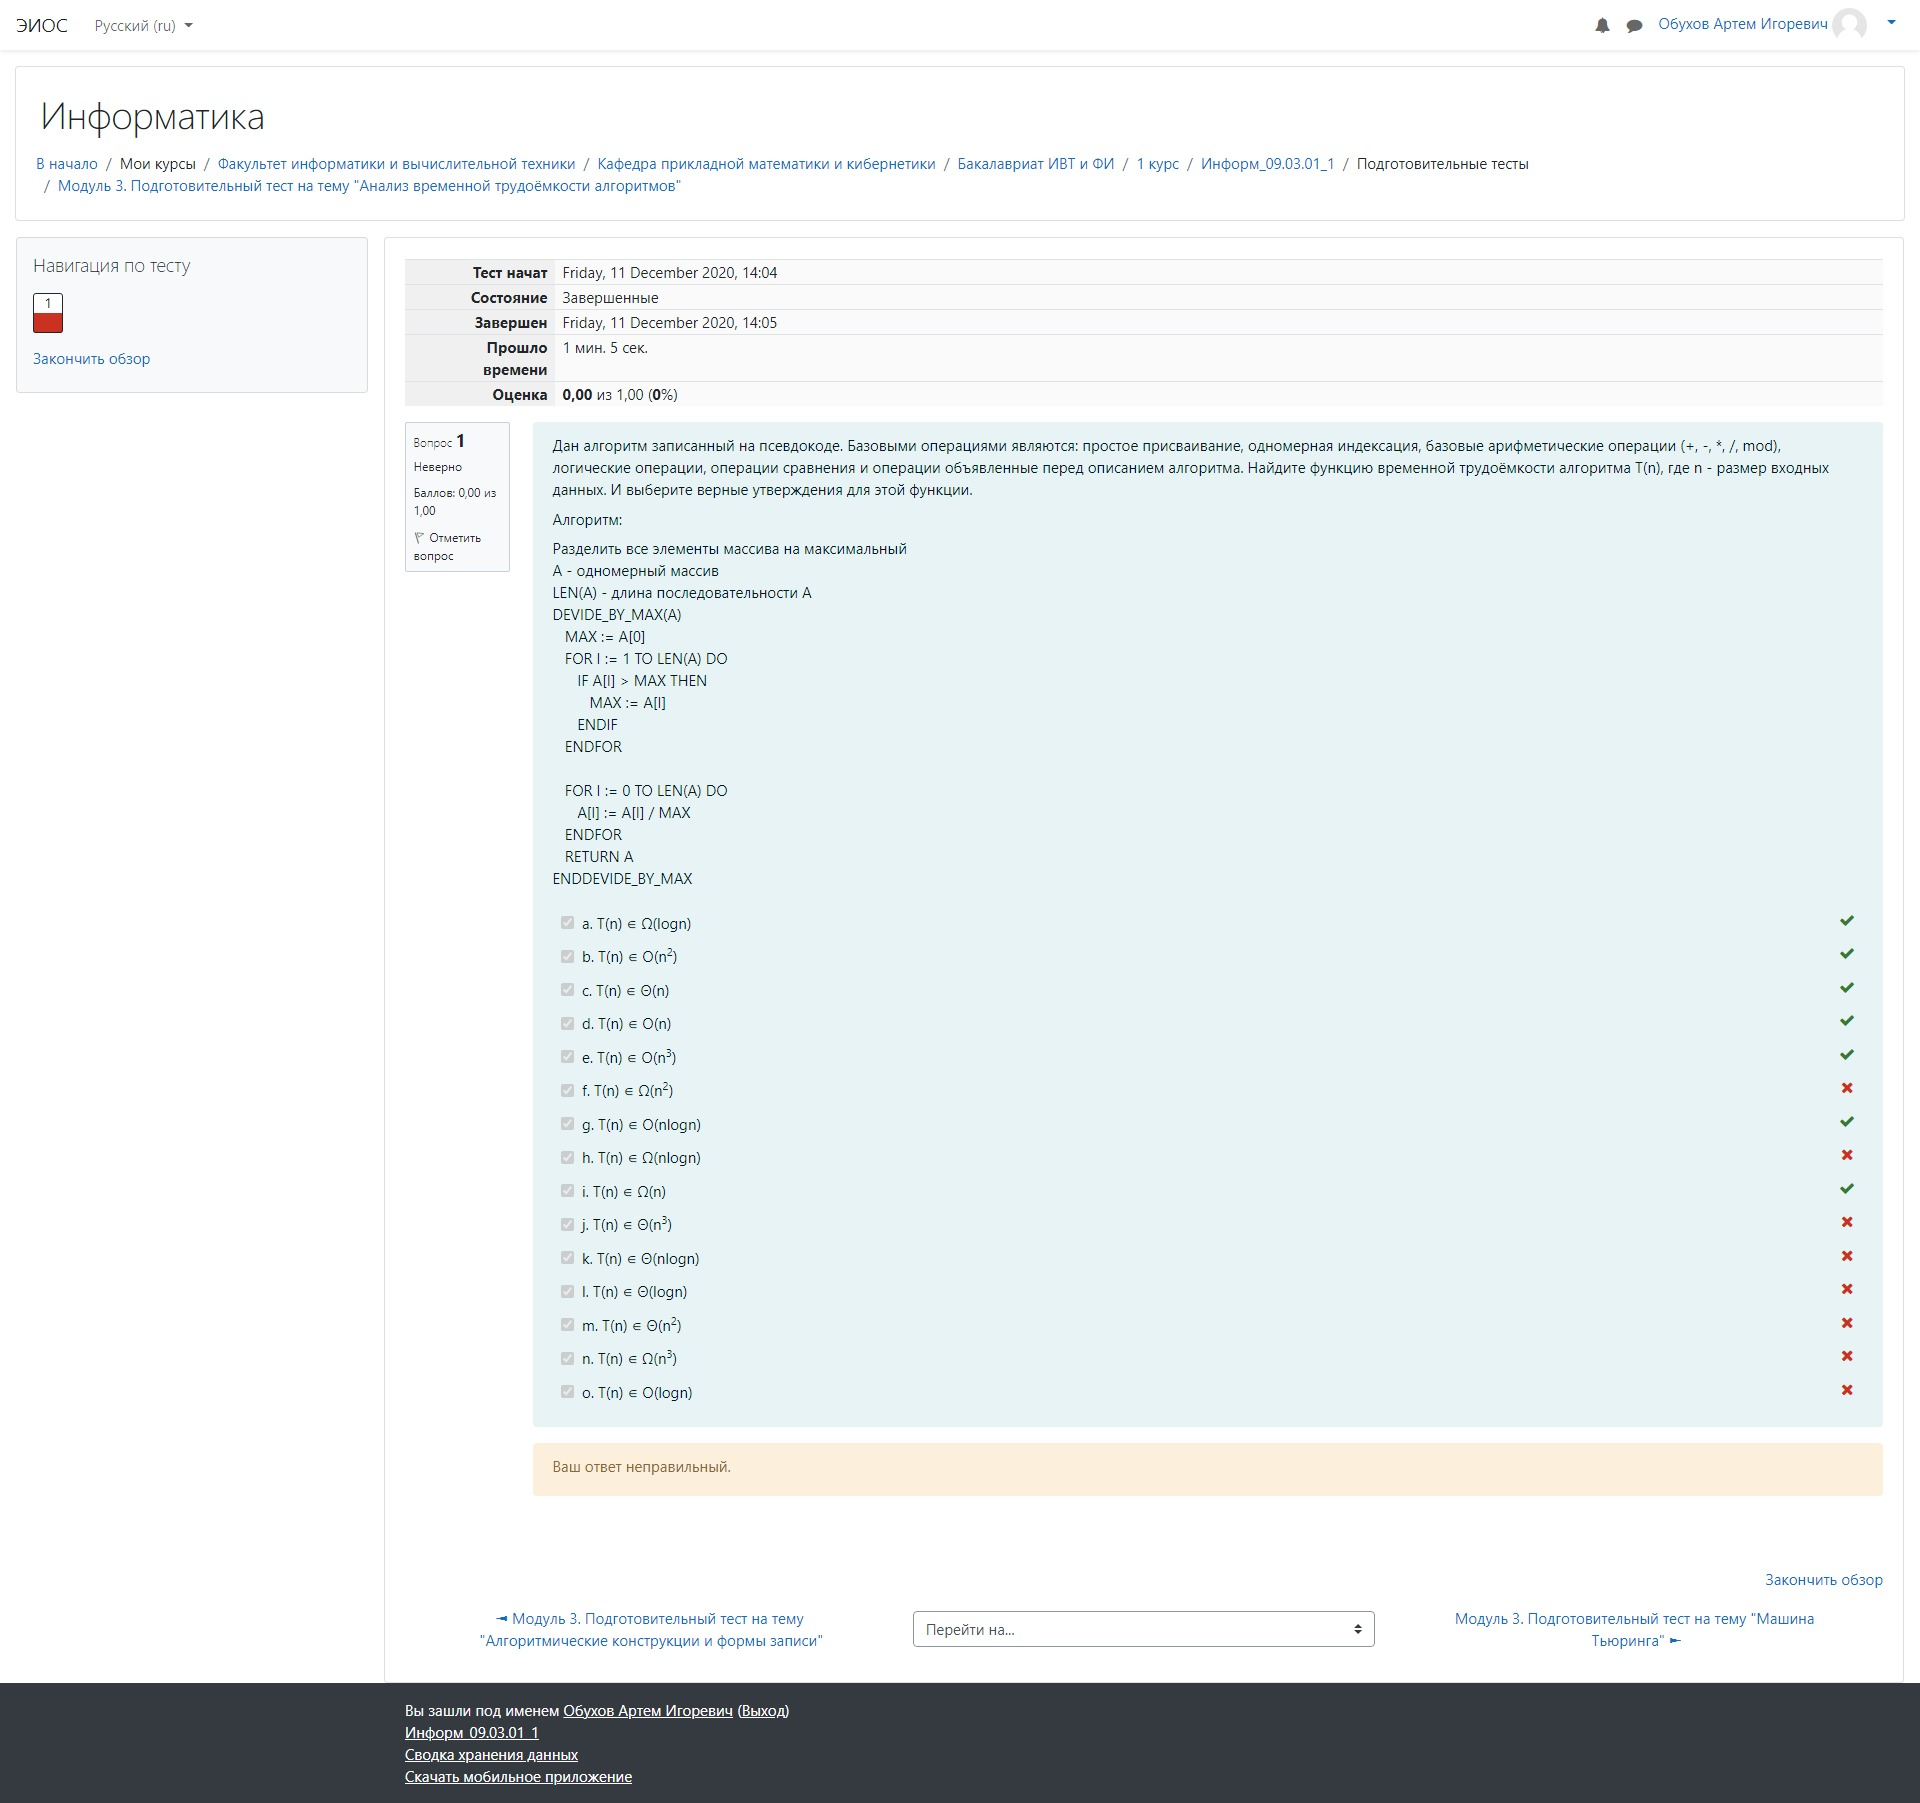 ЭИОС Русский (ru) Обухов Артем Игоревич
Информатика
В начало / Мои курсы / Факультет информатики и вычислительной техники / Кафедра прикладной математики и кибернетики / Бакалавриат ИВТ и ФИ / 1 курс / Информ_09.03.01_1 / Подготовительные тесты
/ Модуль 3. Подготовительный тест на тему "Анализ временной трудоёмкости алгоритмов"
Навигация по тесту
1
Закончить обзор
Тест начат Friday, 11 December 2020, 14:04
Состояние Завершенные
Завершен Friday, 11 December 2020, 14:05
Прошло времени 1 мин. 5 сек.
Оценка 0,00 из 1,00 (0%)
Вопрос 1
Неверно
Баллов: 0,00 из
1,00
Отметить
вопрос
Дан алгоритм записанный на псевдокоде. Базовыми операциями являются: простое присваивание, одномерная индексация, базовые арифметические операции (+, -, *, /, mod),
логические операции, операции сравнения и операции объявленные перед описанием алгоритма. Найдите функцию временной трудоёмкости алгоритма T(n), где n - размер входных
данных. И выберите верные утверждения для этой функции.
Алгоритм:
Разделить все элементы массива на максимальный
A - одномерный массив
LEN(A) - длина последовательности A
DEVIDE_BY_MAX(A)
MAX := A[0]
FOR I := 1 TO LEN(A) DO
IF A[I] > MAX THEN
MAX := A[I]
ENDIF
ENDFOR
FOR I := 0 TO LEN(A) DO
A[I] := A[I] / MAX
ENDFOR
RETURN A
ENDDEVIDE_BY_MAX
a. T(n) ∈ Ω(logn)
b. T(n) ∈ O(n²)
c. T(n) ∈ Θ(n)
d. T(n) ∈ O(n)
e. T(n) ∈ O(n³)
f. T(n) ∈ Ω(n²)
g. T(n) ∈ O(nlogn)
h. T(n) ∈ Ω(nlogn)
i. T(n) ∈ Ω(n)
j. T(n) ∈ Θ(n³)
k. T(n) ∈ Θ(nlogn)
l. T(n) ∈ Θ(logn)
m. T(n) ∈ Θ(n²)
n. T(n) ∈ Ω(n³)
o. T(n) ∈ O(logn)
Ваш ответ неправильный.
Закончить обзор
◄ Модуль 3. Подготовительный тест на тему
"Алгоритмические конструкции и формы записи"
Перейти на...
Модуль 3. Подготовительный тест на тему "Машина
Тьюринга" ►
Вы зашли под именем Обухов Артем Игоревич (Выход)
Информ_09.03.01_1
Сводка хранения данных
Скачать мобильное приложение